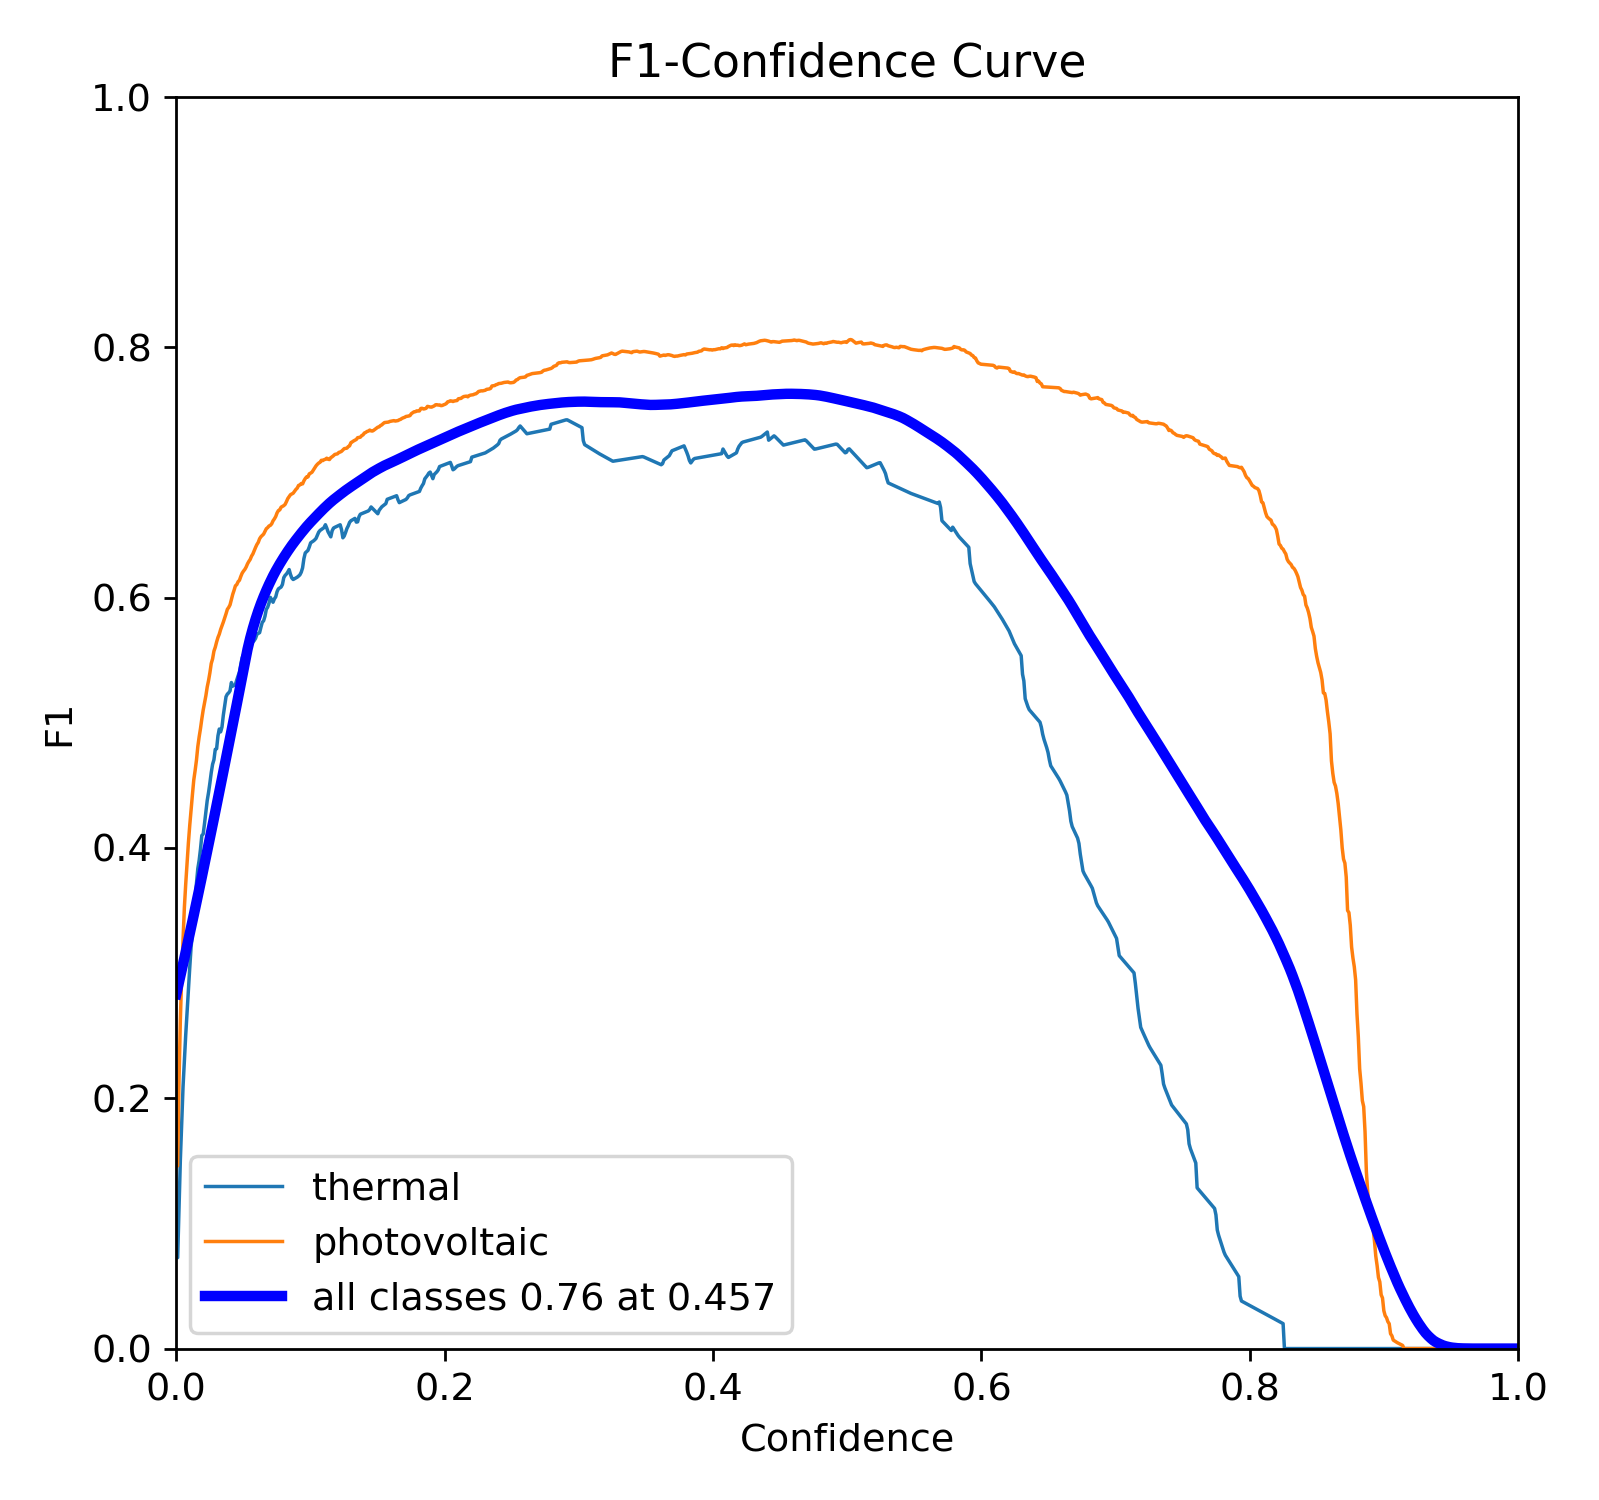 F1-Confidence Curve
1.0
0.8
0.6
0.4
0.2
0.0
F1
thermal
photovoltaic
all classes 0.76 at 0.457
0.0 0.2 0.4 0.6 0.8 1.0
Confidence